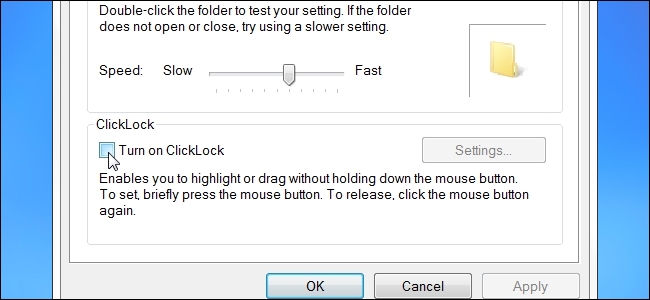 Double-click the folder to test your setting. If the folder
does not open or close, try using a slower setting.
Speed: Slow Fast
ClickLock
Turn on ClickLock Settings...
Enables you to highlight or drag without holding down the mouse button.
To set, briefly press the mouse button. To release, click the mouse button
again.
OK Cancel Apply